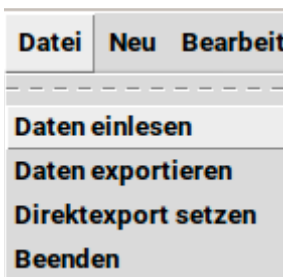 Datei Neu Bearbeit
Daten einlesen
Daten exportieren
Direktexport setzen
Beenden